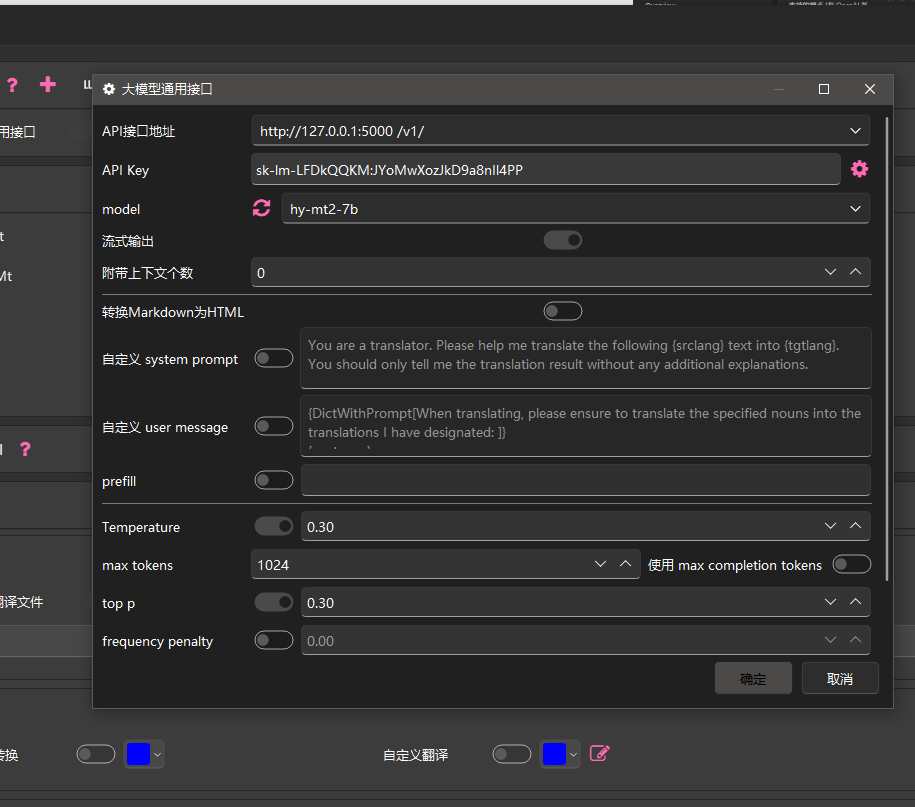 Overview
?
+
大模型通用接口
用接口
API接口地址
http://127.0.0.1:5000 /v1/
API Key
sk-lm-LFDkQQKM:JYoMwXozJkD9a8nIl4PP
model
hy-mt2-7b
流式输出
附带上下文个数
0
转换Markdown为HTML
自定义 system prompt
You are a translator. Please help me translate the following {srclang} text into {tgtlang}.
You should only tell me the translation result without any additional explanations.
自定义 user message
{DictWithPrompt[When translating, please ensure to translate the specified nouns into the
translations I have designated: ]}
?
prefill
Temperature
0.30
max tokens
1024
使用 max completion tokens
top p
0.30
译文件
frequency penalty
0.00
确定
取消
转换
自定义翻译